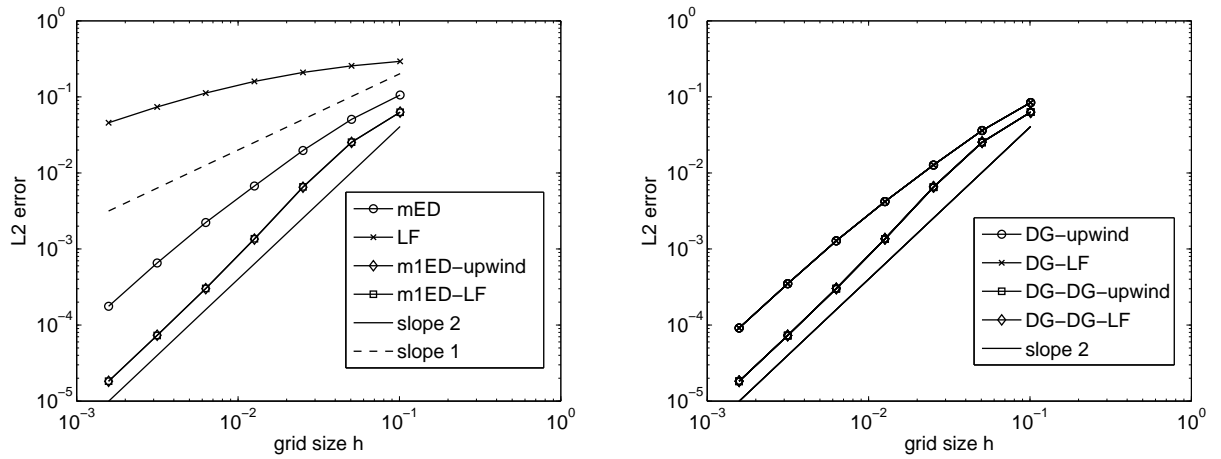 10^0
10^−1
10^−2
10^−3
10^−4
10^−5
L2 error
10^−3
10^−2
10^−1
10^0
grid size h
mED
LF
m1ED−upwind
m1ED−LF
slope 2
slope 1
10^0
10^−1
10^−2
10^−3
10^−4
10^−5
L2 error
10^−3
10^−2
10^−1
10^0
grid size h
DG−upwind
DG−LF
DG−DG−upwind
DG−DG−LF
slope 2